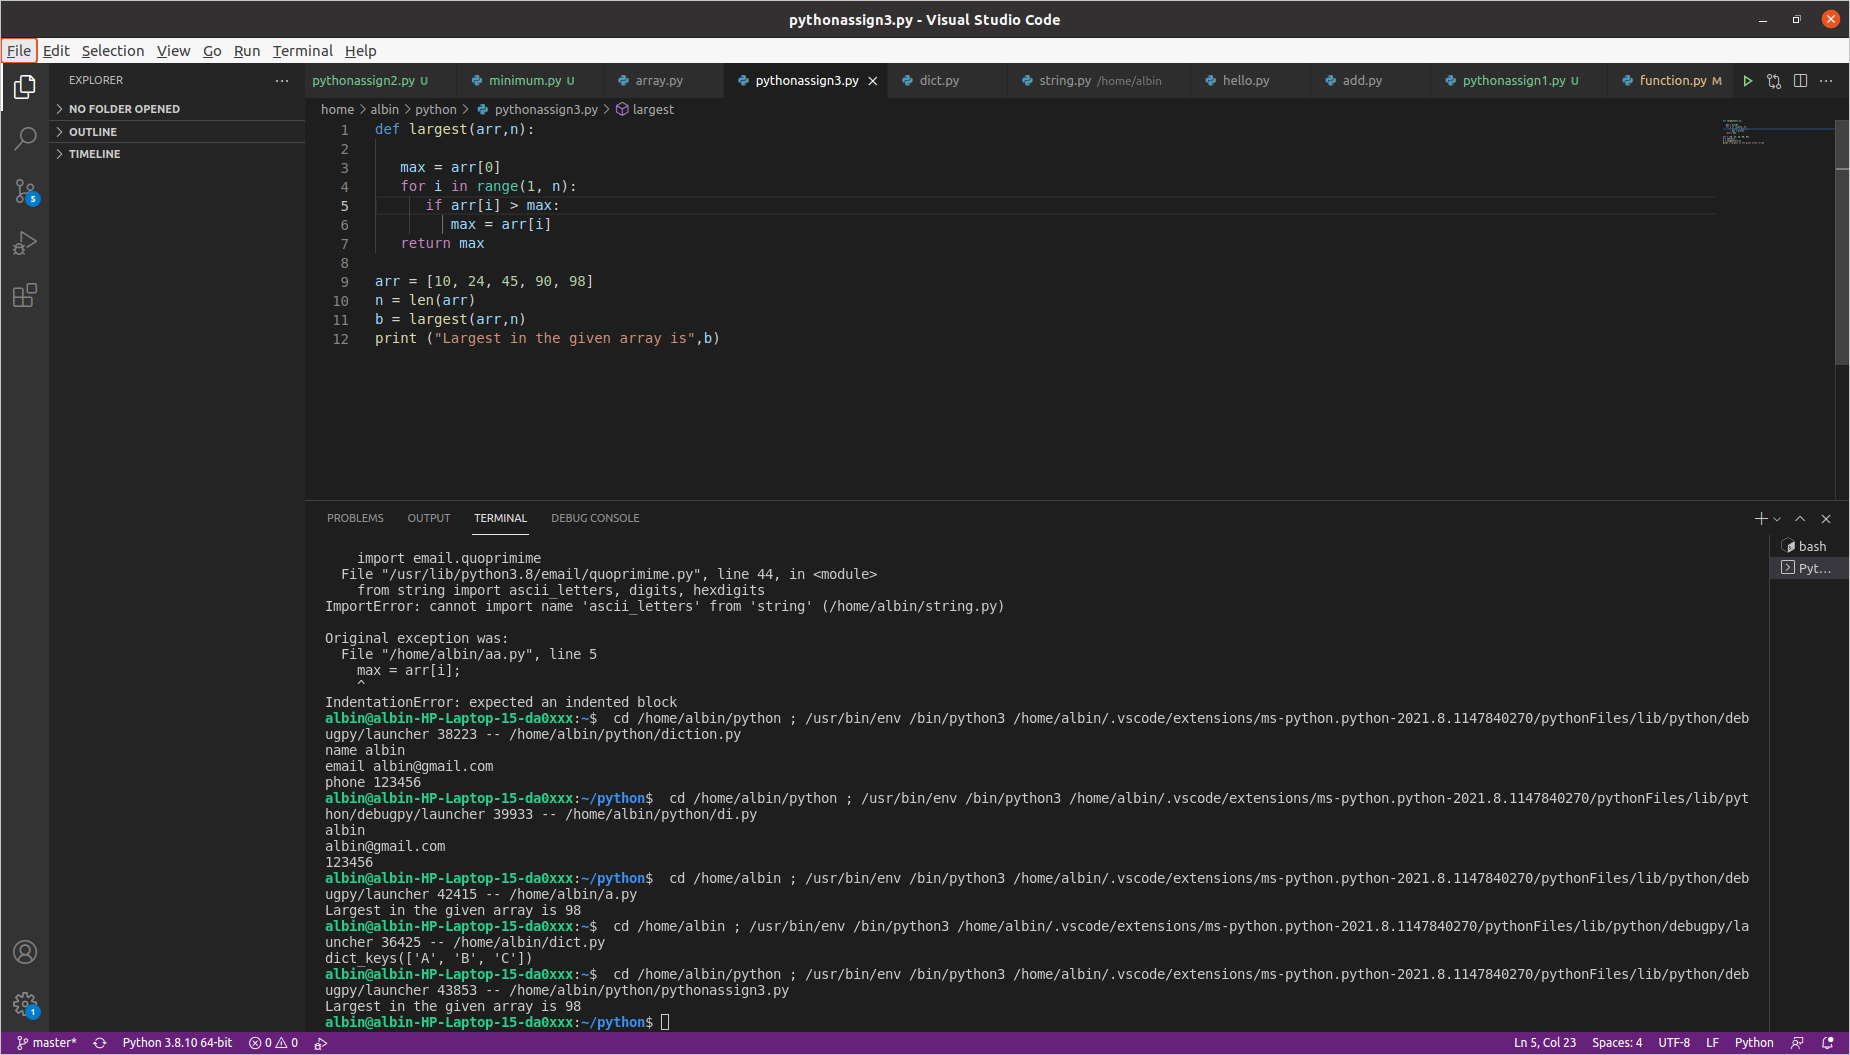 pythonassign3.py - Visual Studio Code
File Edit Selection View Go Run Terminal Help
EXPLORER
NO FOLDER OPENED
OUTLINE
TIMELINE
5
pythonassign2.py U minimum.py U array.py pythonassign3.py dict.py string.py /home/albin hello.py add.py pythonassign1.py U function.py M
home > albin > python > pythonassign3.py > largest
1 def largest(arr,n):
2
3    max = arr[0]
4    for i in range(1, n):
5       if arr[i] > max:
6          max = arr[i]
7    return max
8
9 arr = [10, 24, 45, 90, 98]
10 n = len(arr)
11 b = largest(arr,n)
12 print ("Largest in the given array is",b)
PROBLEMS OUTPUT TERMINAL DEBUG CONSOLE
bash
Pyt...
    import email.quoprimime
  File "/usr/lib/python3.8/email/quoprimime.py", line 44, in <module>
    from string import ascii_letters, digits, hexdigits
ImportError: cannot import name 'ascii_letters' from 'string' (/home/albin/string.py)
Original exception was:
  File "/home/albin/aa.py", line 5
    max = arr[i];
    ^
IndentationError: expected an indented block
albin@albin-HP-Laptop-15-da0xxx:~$  cd /home/albin/python ; /usr/bin/env /bin/python3 /home/albin/.vscode/extensions/ms-python.python-2021.8.1147840270/pythonFiles/lib/python/deb
ugpy/launcher 38223 -- /home/albin/python/diction.py
name albin
email albin@gmail.com
phone 123456
albin@albin-HP-Laptop-15-da0xxx:~/python$  cd /home/albin/python ; /usr/bin/env /bin/python3 /home/albin/.vscode/extensions/ms-python.python-2021.8.1147840270/pythonFiles/lib/pyt
hon/debugpy/launcher 39933 -- /home/albin/python/di.py
albin
albin@gmail.com
123456
albin@albin-HP-Laptop-15-da0xxx:~/python$  cd /home/albin ; /usr/bin/env /bin/python3 /home/albin/.vscode/extensions/ms-python.python-2021.8.1147840270/pythonFiles/lib/python/deb
ugpy/launcher 42415 -- /home/albin/a.py
Largest in the given array is 98
albin@albin-HP-Laptop-15-da0xxx:~$  cd /home/albin ; /usr/bin/env /bin/python3 /home/albin/.vscode/extensions/ms-python.python-2021.8.1147840270/pythonFiles/lib/python/debugpy/la
uncher 36425 -- /home/albin/dict.py
dict_keys(['A', 'B', 'C'])
albin@albin-HP-Laptop-15-da0xxx:~$  cd /home/albin/python ; /usr/bin/env /bin/python3 /home/albin/.vscode/extensions/ms-python.python-2021.8.1147840270/pythonFiles/lib/python/deb
ugpy/launcher 43853 -- /home/albin/python/pythonassign3.py
Largest in the given array is 98
albin@albin-HP-Laptop-15-da0xxx:~/python$
1
master* Python 3.8.10 64-bit 0 0 Ln 5, Col 23 Spaces: 4 UTF-8 LF Python